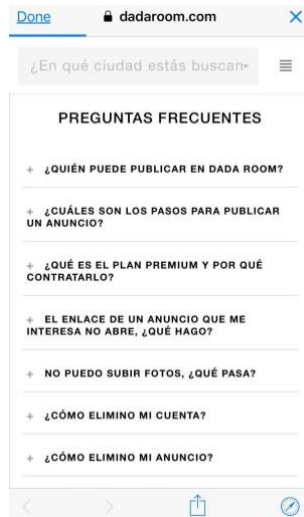 Done dadaroom.com
¿En qué ciudad estás buscan
PREGUNTAS FRECUENTES
+ ¿QUIÉN PUEDE PUBLICAR EN DADA ROOM?
+ ¿CUÁLES SON LOS PASOS PARA PUBLICAR
UN ANUNCIO?
+ ¿QUÉ ES EL PLAN PREMIUM Y POR QUÉ
CONTRATARLO?
+ EL ENLACE DE UN ANUNCIO QUE ME
INTERESA NO ABRE, ¿QUÉ HAGO?
+ NO PUEDO SUBIR FOTOS, ¿QUÉ PASA?
+ ¿CÓMO ELIMINO MI CUENTA?
+ ¿CÓMO ELIMINO MI ANUNCIO?